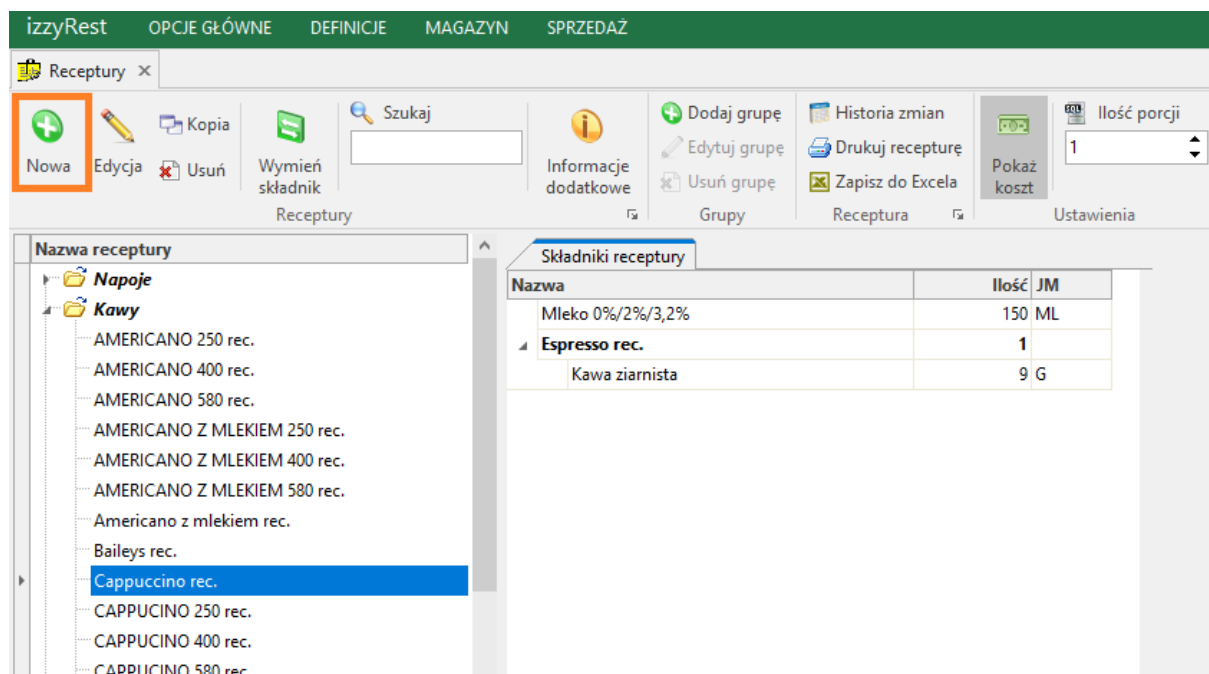 izzyRest OPCJE GŁÓWNE DEFINICJE MAGAZYN SPRZEDAŻ
Receptury
Nowa
Edycja
Kopia
Usuń
Wymień
składnik
Szukaj
Receptury
Informacje
dodatkowe
Dodaj grupę
Edytuj grupę
Usuń grupę
Grupy
Historia zmian
Drukuj recepturę
Zapisz do Excela
Receptura
Pokaż
koszt
SQL
Ilość porcji
1
Ustawienia
Nazwa receptury
Napoje
Kawy
AMERICANO 250 rec.
AMERICANO 400 rec.
AMERICANO 580 rec.
AMERICANO Z MLEKIEM 250 rec.
AMERICANO Z MLEKIEM 400 rec.
AMERICANO Z MLEKIEM 580 rec.
Americano z mlekiem rec.
Baileys rec.
Cappuccino rec.
CAPPUCINO 250 rec.
CAPPUCINO 400 rec.
CAPPUCINO 580 rec.
Składniki receptury
Nazwa Ilość JM
Mleko 0%/2%/3,2% 150 ML
Espresso rec. 1
Kawa ziarnista 9 G